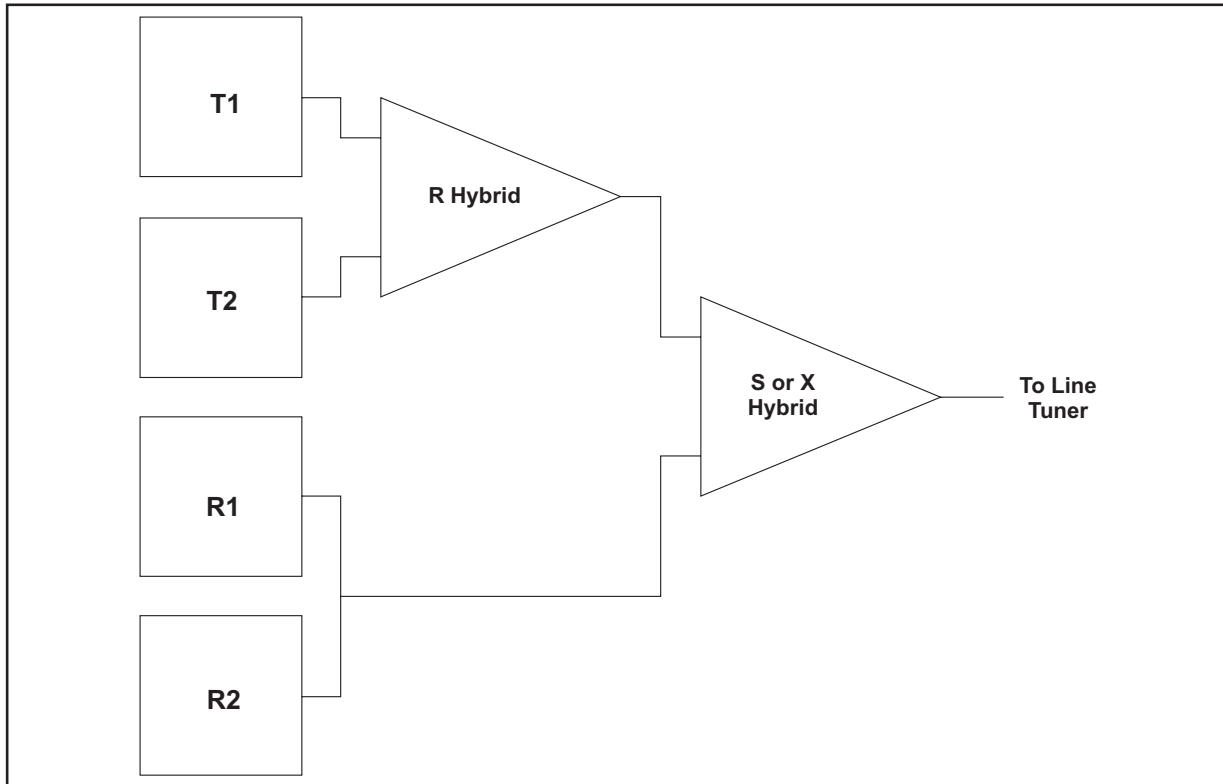 T1
R Hybrid
T2
S or X
Hybrid
To Line
Tuner
R1
R2